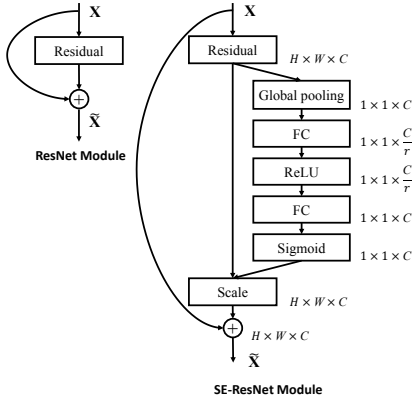 X
Residual
+
X̃
ResNet Module
X
Residual
H × W × C
Global pooling
1 × 1 × C
FC
1 × 1 × C/r
ReLU
1 × 1 × C/r
FC
1 × 1 × C
Sigmoid
1 × 1 × C
Scale
H × W × C
+
H × W × C
X̃
SE-ResNet Module